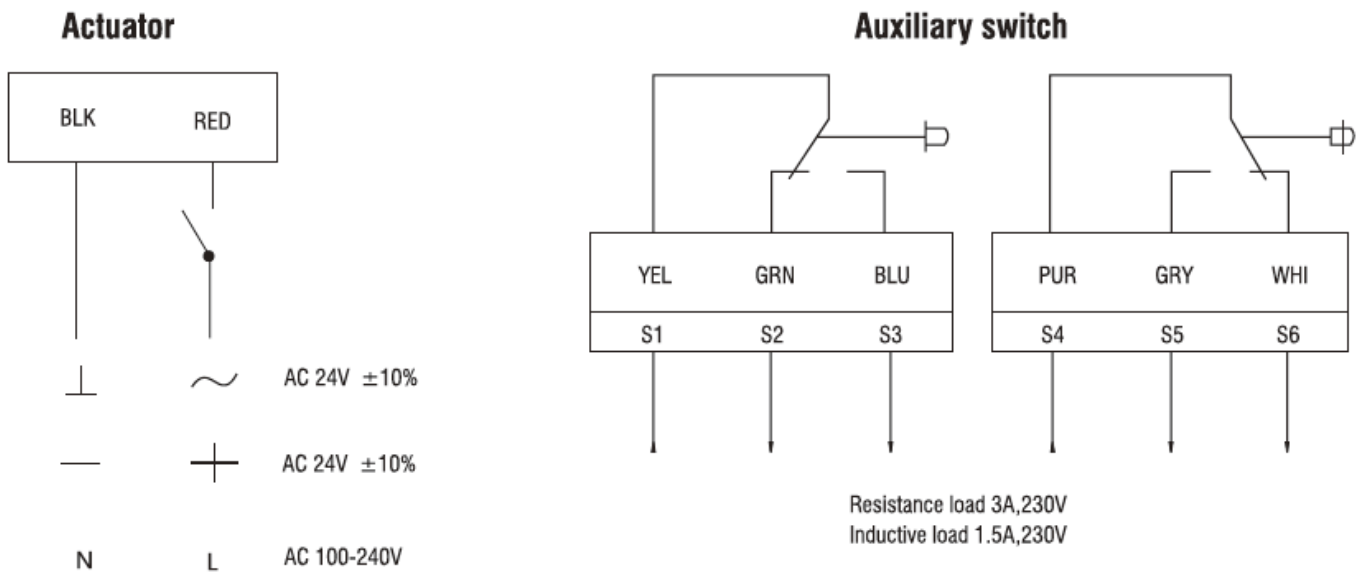 Actuator
BLK RED
AC 24V ±10%
AC 24V ±10%
N L AC 100-240V
Auxiliary switch
YEL GRN BLU
S1 S2 S3
PUR GRY WHI
S4 S5 S6
Resistance load 3A,230V
Inductive load 1.5A,230V